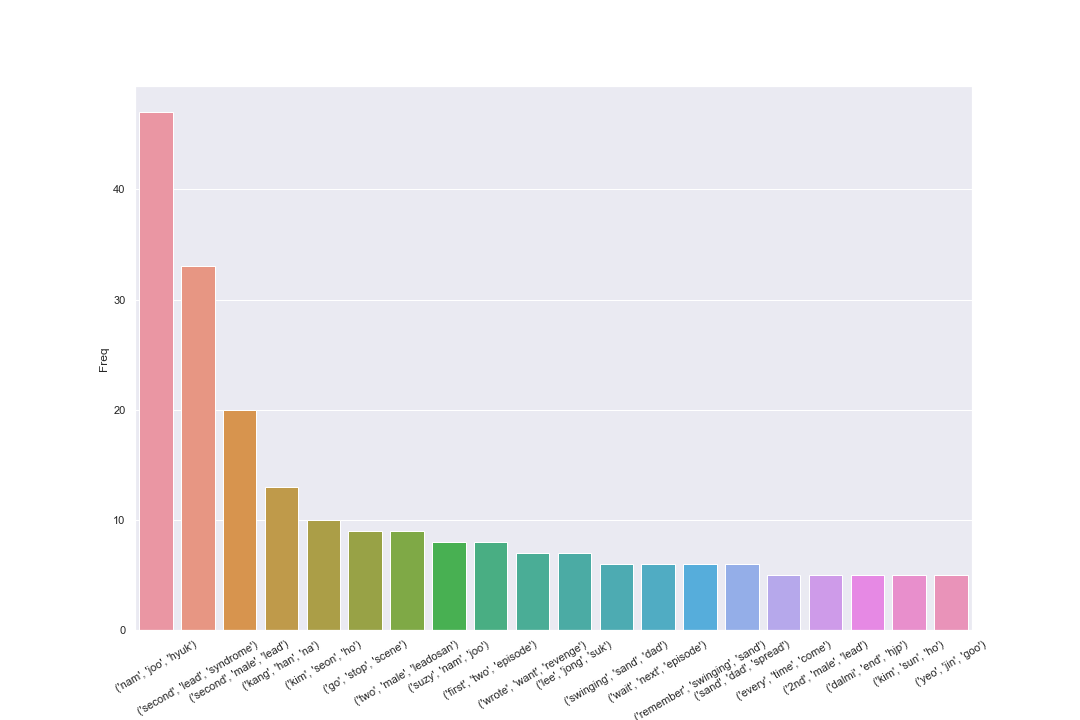 40
30
20
10
0
Freq
('nam', 'joo', 'hyuk')
('second', 'lead', 'syndrome')
('second', 'male', 'lead')
('kang', 'han', 'na')
('kim', 'seon', 'ho')
('go', 'stop', 'scene')
('two', 'male', 'leadosan')
('suzy', 'nam', 'joo')
('first', 'two', 'episode')
('wrote', 'want', 'revenge')
('lee', 'jong', 'suk')
('swinging', 'sand', 'dad')
('wait', 'next', 'episode')
('remember', 'swinging', 'sand')
('sand', 'dad', 'spread')
('every', 'time', 'come')
('2nd', 'male', 'lead')
('dalmi', 'end', 'hjp')
('kim', 'sun', 'ho')
('yeo', 'jin', 'goo')